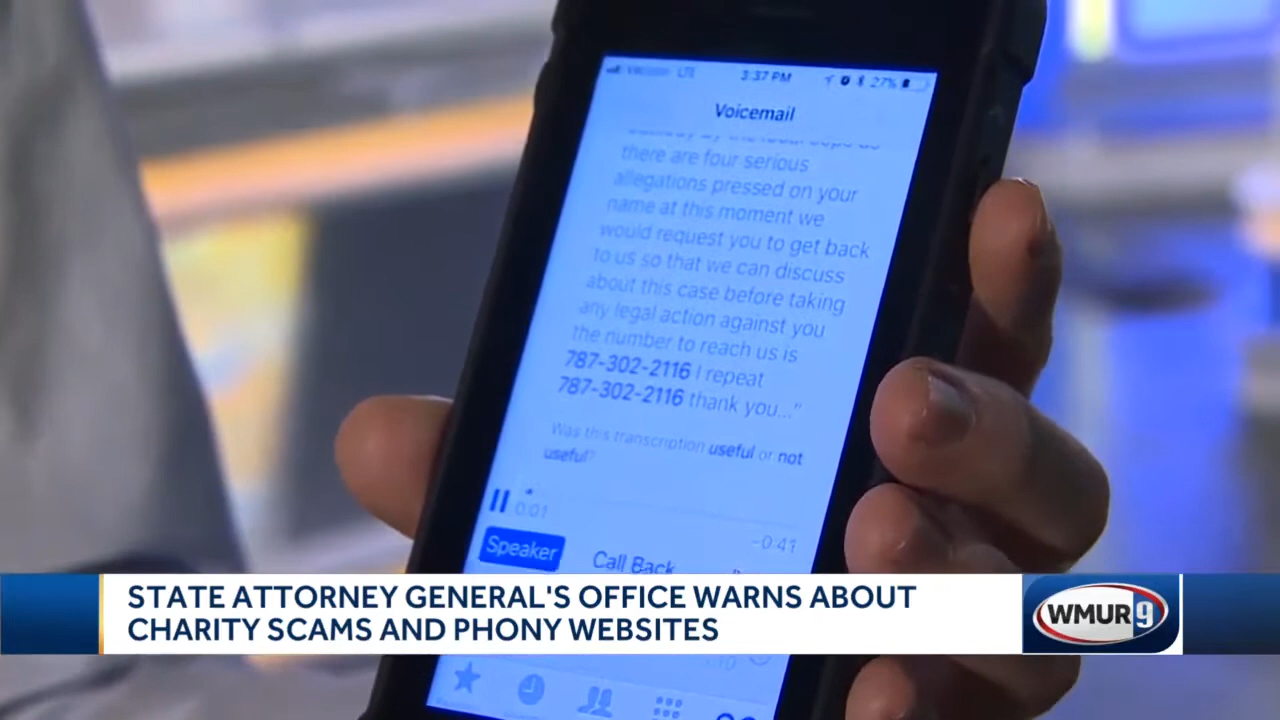 Verizon LTE 3:37 PM 27%
Voicemail
there are four serious
allegations pressed on your
name at this moment we
would request you to get back
to us so that we can discuss
about this case before taking
any legal action against you
the number to reach us is
787-302-2116 I repeat
787-302-2116 thank you..."
Was this transcription useful or not
useful?
0:01
-0:41
Speaker
Call Back
STATE ATTORNEY GENERAL'S OFFICE WARNS ABOUT
CHARITY SCAMS AND PHONY WEBSITES
WMUR 9